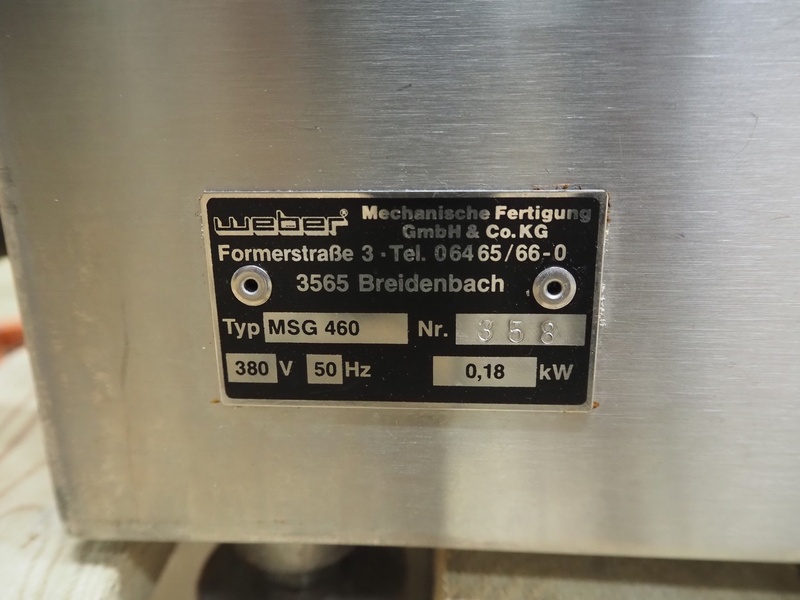 weber® Mechanische Fertigung
GmbH & Co.KG
Formerstraße 3 · Tel. 06465/66-0
3565 Breidenbach
Typ MSG 460 Nr. 358
380 V 50 Hz 0,18 kW